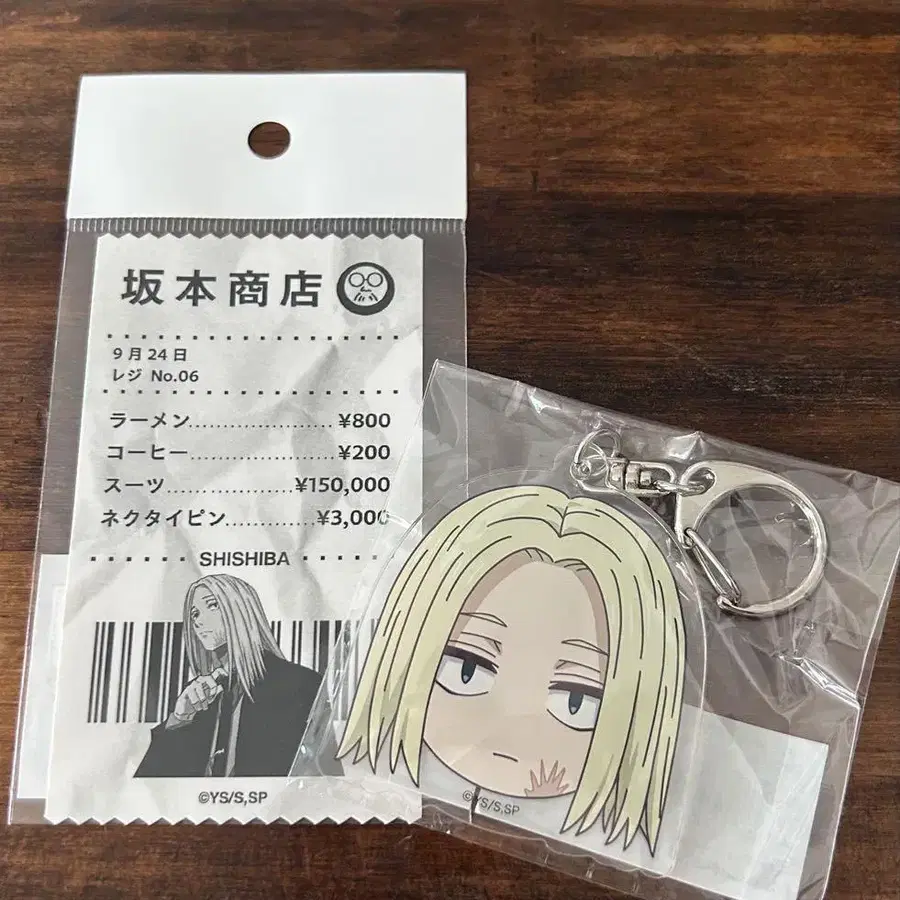 坂本商店
9月24日
レジ No.06
ラーメン.................... ¥800
コーヒー.................... ¥200
スーツ.................. ¥150,000
ネクタイピン............ ¥3,000
SHISHIBA
©YS/S,SP
©YS/S,SP